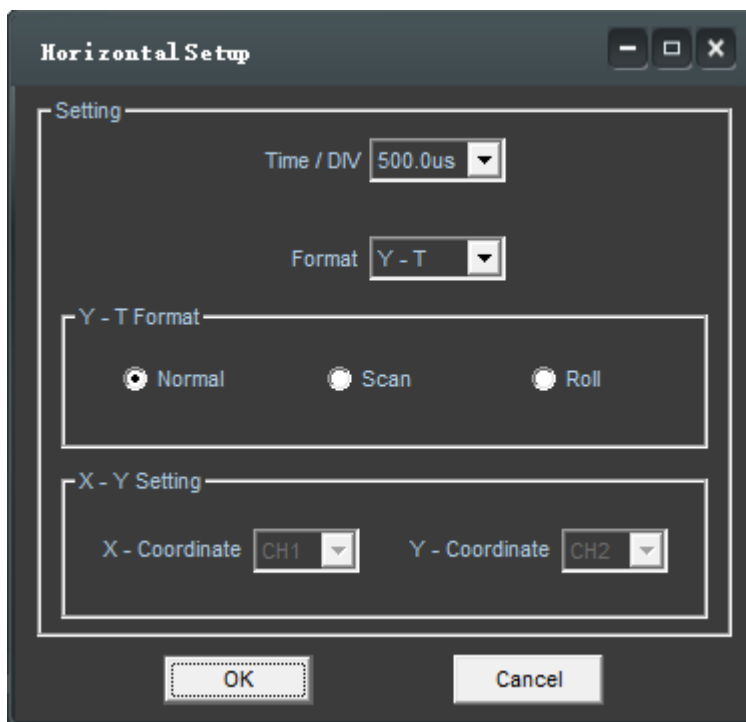 Horizontal Setup
Setting
Time / DIV 500.0us
Format Y - T
Y - T Format
Normal Scan Roll
X - Y Setting
X - Coordinate CH1 Y - Coordinate CH2
OK Cancel